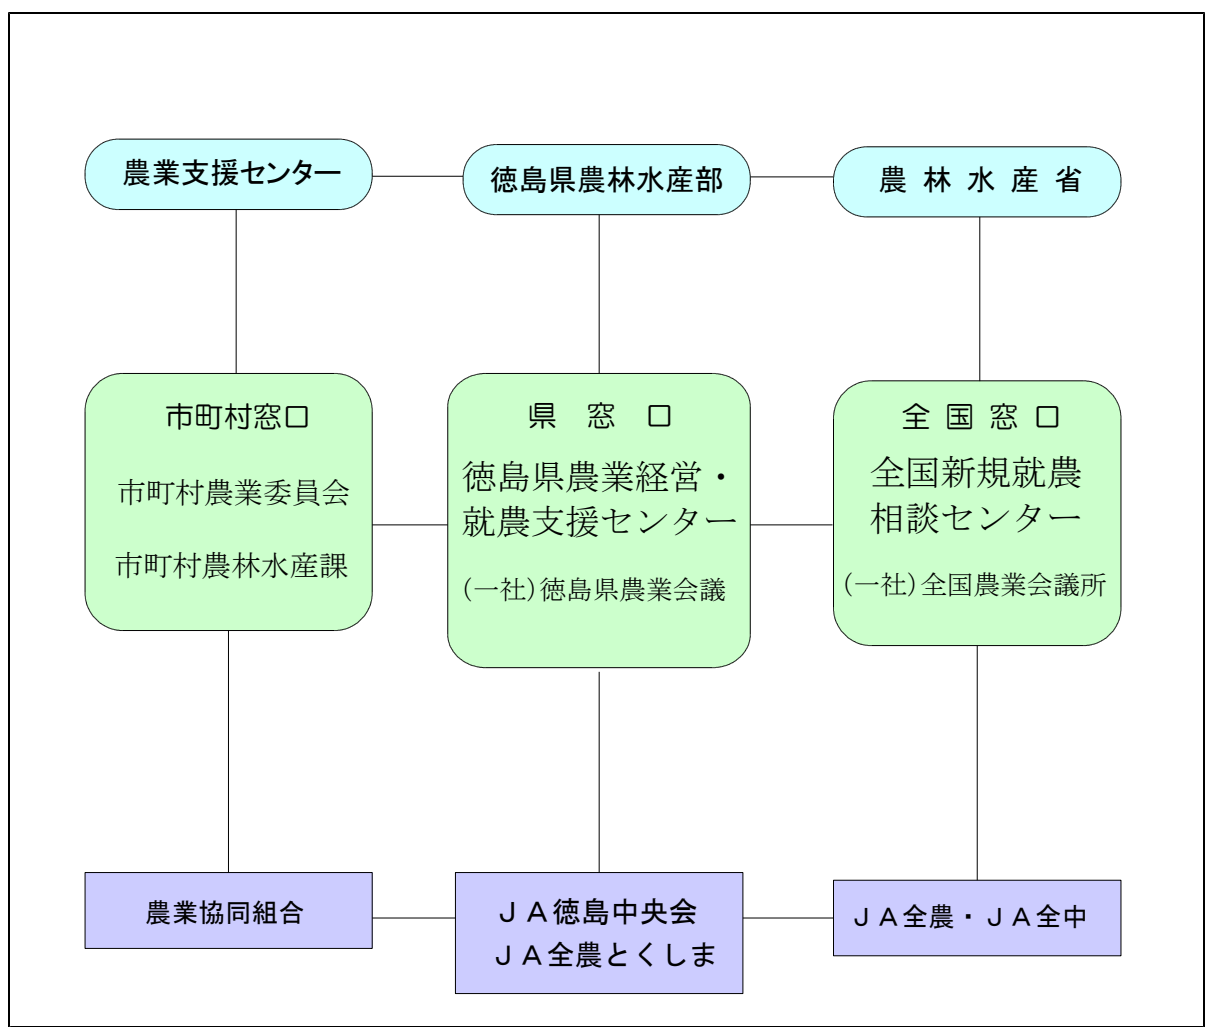 農業支援センター
徳島県農林水産部
農林水産省
市町村窓口
市町村農業委員会
市町村農林水産課
県窓口
徳島県農業経営・
就農支援センター
(一社)徳島県農業会議
全国窓口
全国新規就農
相談センター
(一社)全国農業会議所
農業協同組合
ＪＡ徳島中央会
ＪＡ全農とくしま
ＪＡ全農・ＪＡ全中